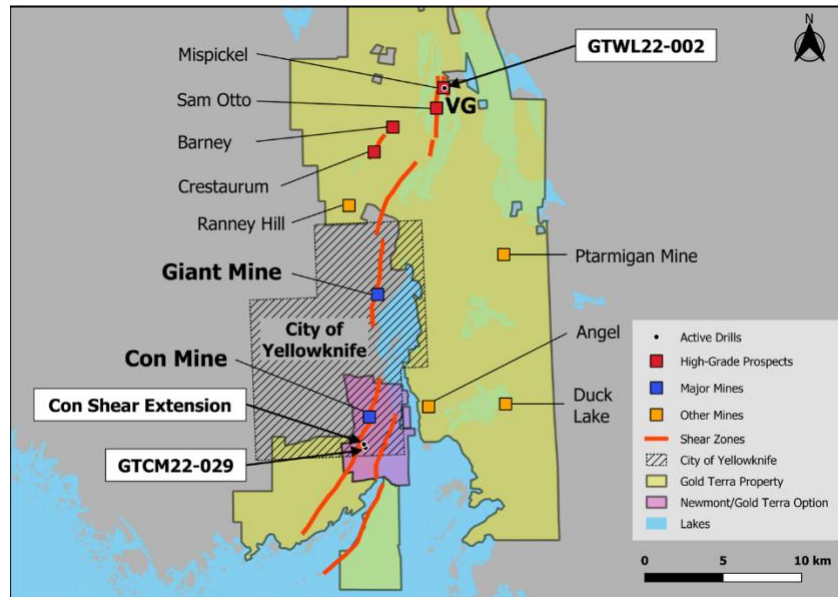 N
Mispickel
GTWL22-002
Sam Otto
VG
Barney
Crestaurum
Ranney Hill
Ptarmigan Mine
Giant Mine
City of
Yellowknife
Angel
Con Mine
Duck
Lake
Con Shear Extension
GTCM22-029
Active Drills
High-Grade Prospects
Major Mines
Other Mines
Shear Zones
City of Yellowknife
Gold Terra Property
Newmont/Gold Terra Option
Lakes
0 5 10 km